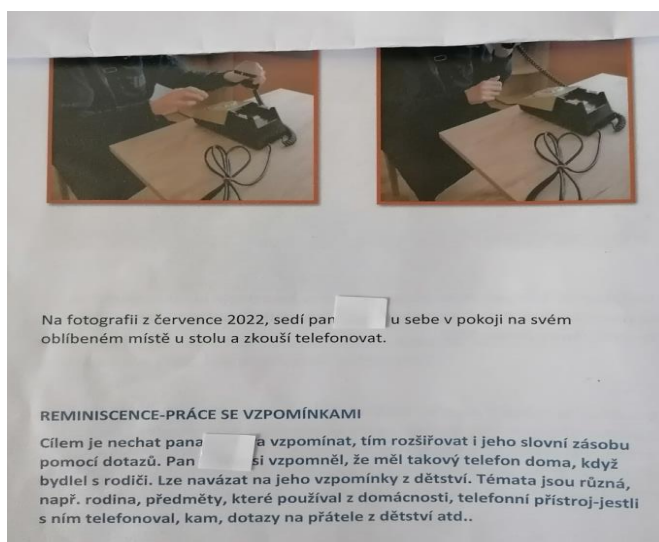 Na fotografii z července 2022, sedí pan u sebe v pokoji na svém
oblíbeném místě u stolu a zkouší telefonovat.
REMINISCENCE-PRÁCE SE VZPOMÍNKAMI
Cílem je nechat pana a vzpomínat, tím rozšiřovat i jeho slovní zásobu
pomocí dotazů. Pan si vzpomněl, že měl takový telefon doma, když
bydlel s rodiči. Lze navázat na jeho vzpomínky z dětství. Témata jsou různá,
např. rodina, předměty, které používal z domácnosti, telefonní přístroj-jestli
s ním telefonoval, kam, dotazy na přátele z dětství atd..